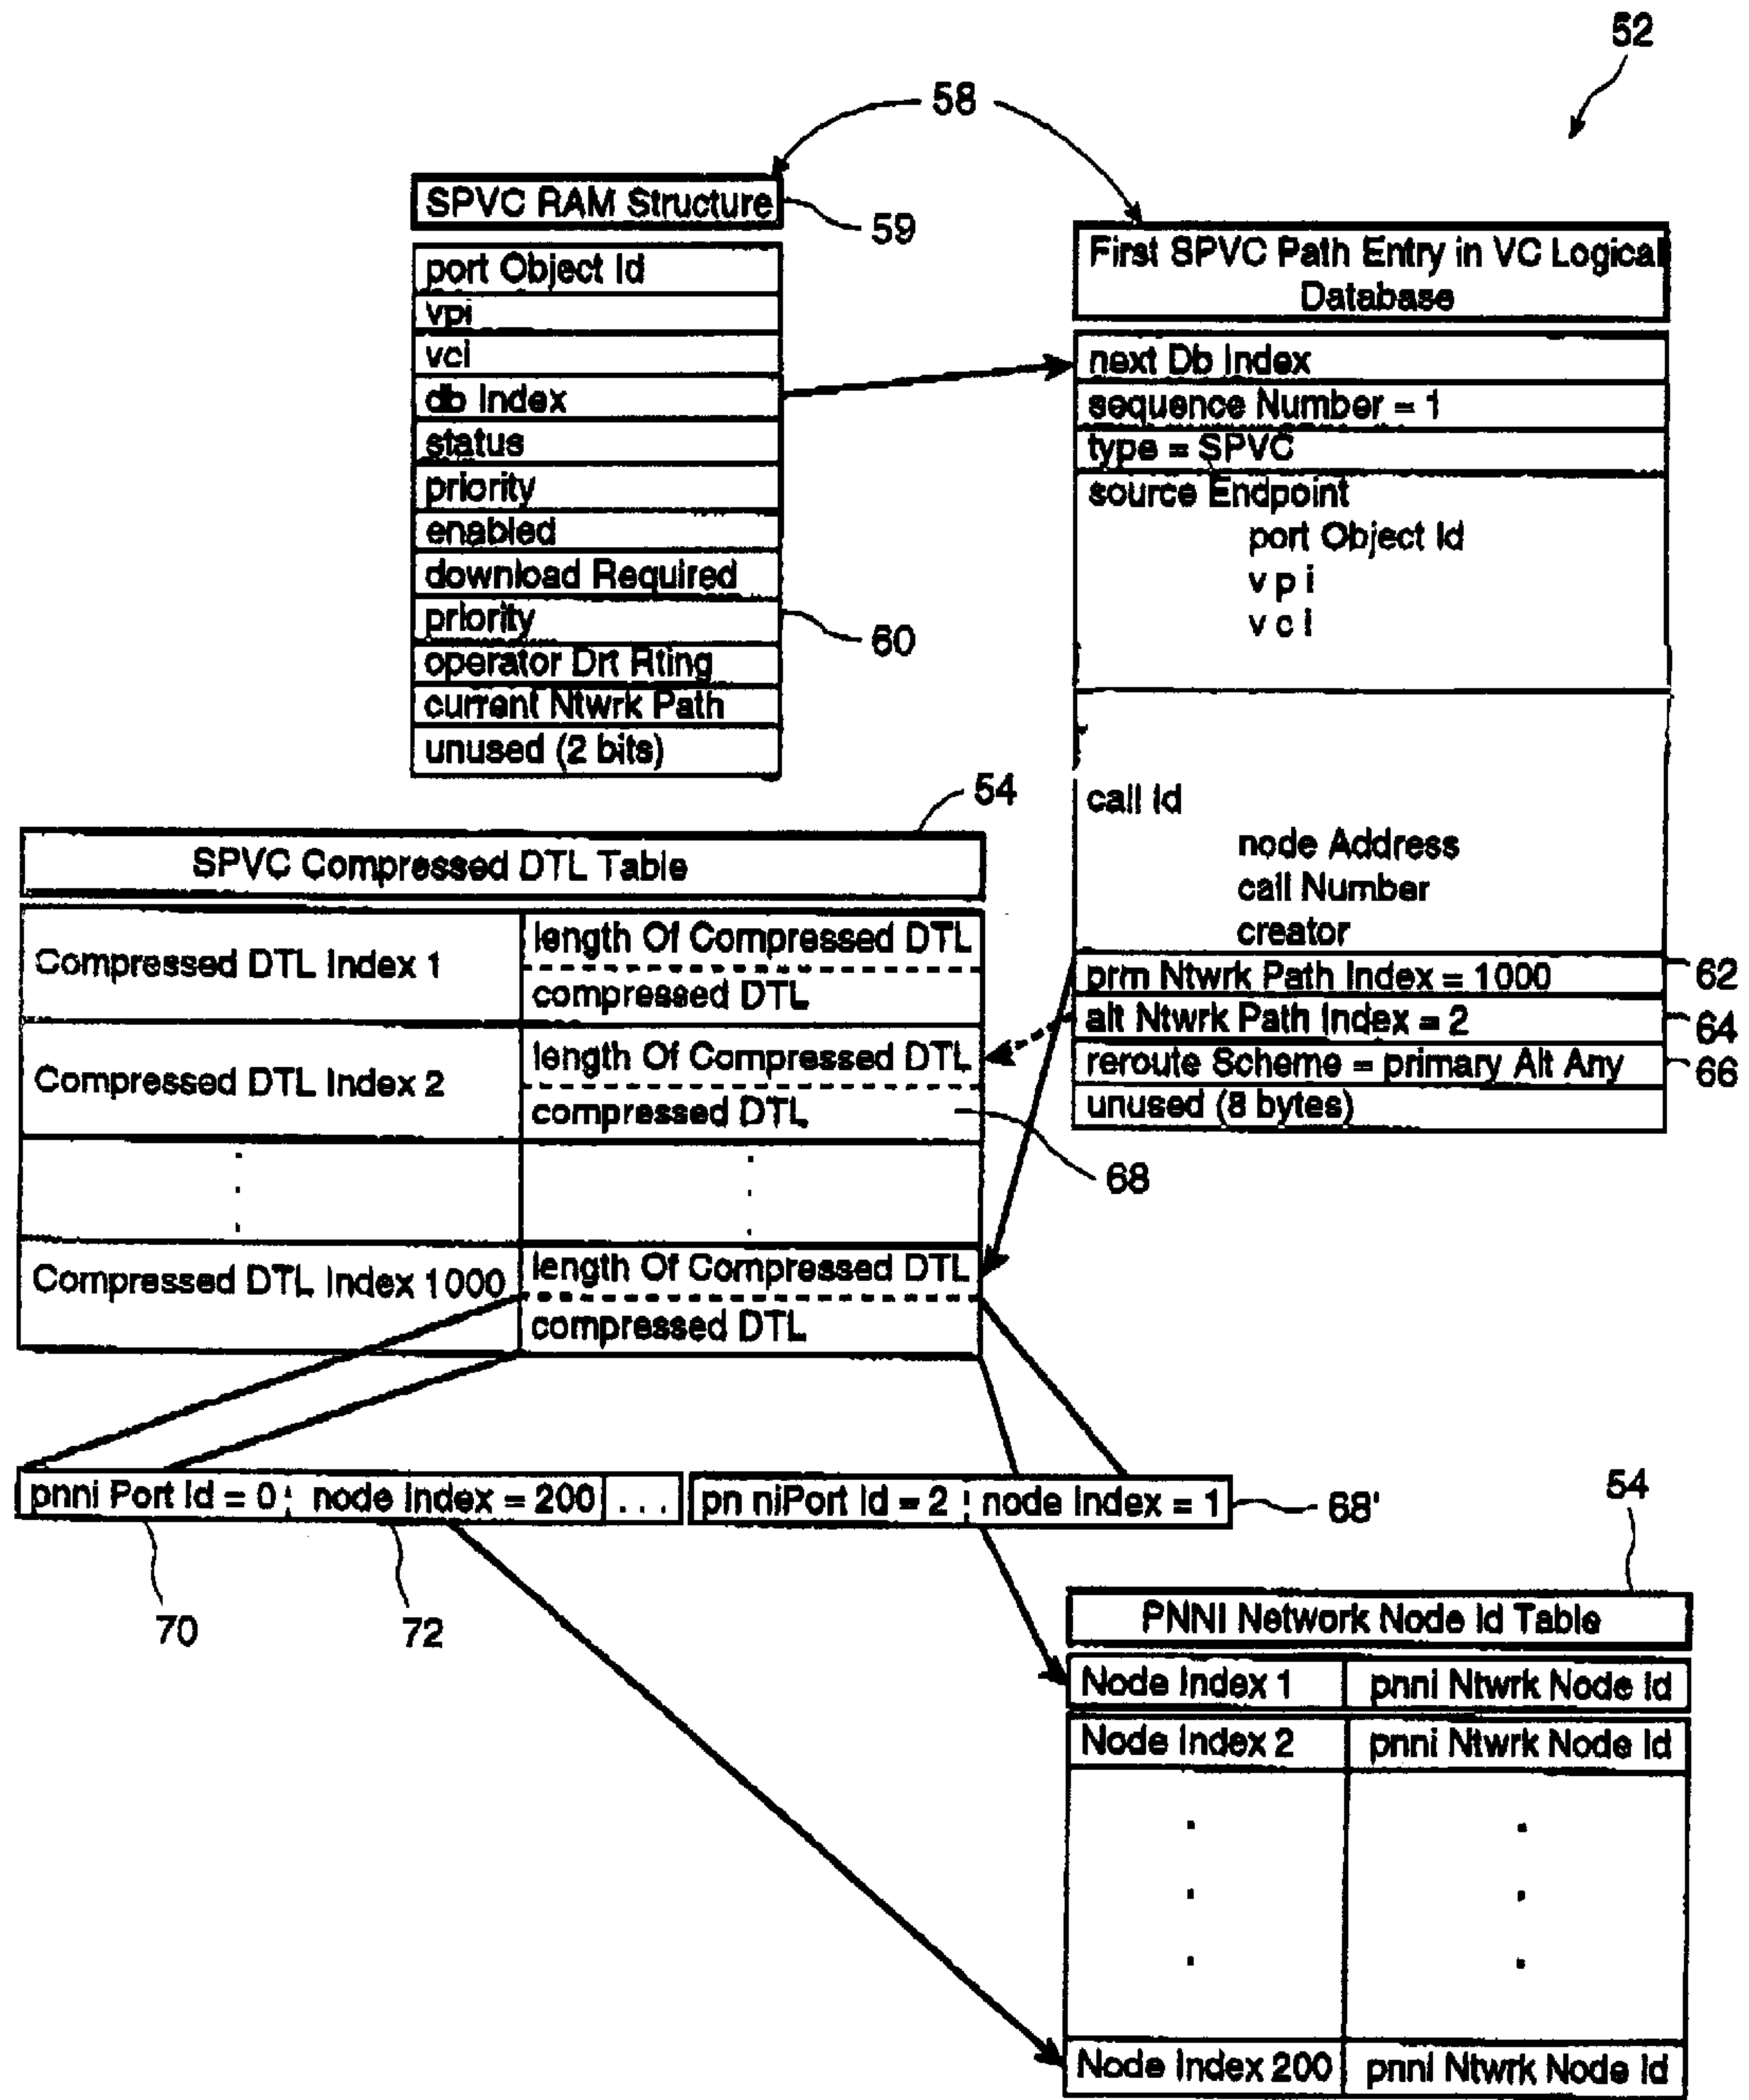 52
58
SPVC RAM Structure
59
port Object Id
vpi
vci
db Index
status
priority
enabled
download Required
priority
60
operator Drt Rting
current Ntwrk Path
unused (2 bits)
First SPVC Path Entry in VC Logical
Database
next Db Index
sequence Number = 1
type = SPVC
source Endpoint
port Object Id
v p i
v c i
call Id
node Address
call Number
creator
prm Ntwrk Path Index = 1000
62
alt Ntwrk Path Index = 2
64
reroute Scheme = primary Alt Any
66
unused (8 bytes)
54
SPVC Compressed DTL Table
Compressed DTL Index 1
length Of Compressed DTL
compressed DTL
Compressed DTL Index 2
length Of Compressed DTL
compressed DTL
68
. .
. .
. .
Compressed DTL Index 1000
length Of Compressed DTL
compressed DTL
pnni Port Id = 0 node Index = 200 . . . pn niPort Id = 2 node Index = 1
68'
70
72
54
PNNI Network Node Id Table
Node Index 1 pnni Ntwrk Node Id
Node Index 2 pnni Ntwrk Node Id
. .
. .
. .
Node Index 200 pnni Ntwrk Node Id